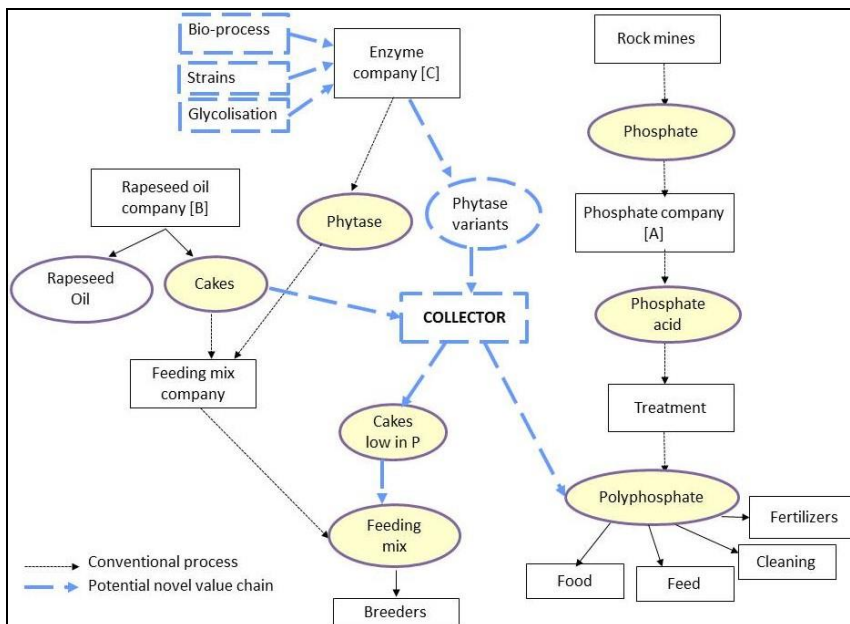 Bio-process
Strains
Glycolisation
Enzyme
company [C]
Rock mines
Phosphate
Rapeseed oil
company [B]
Phytase
Phytase
variants
Phosphate company
[A]
Rapeseed
Oil
Cakes
COLLECTOR
Phosphate
acid
Feeding mix
company
Cakes
low in P
Treatment
Polyphosphate
Feeding
mix
Fertilizers
Cleaning
Food
Feed
Breeders
Conventional process
Potential novel value chain